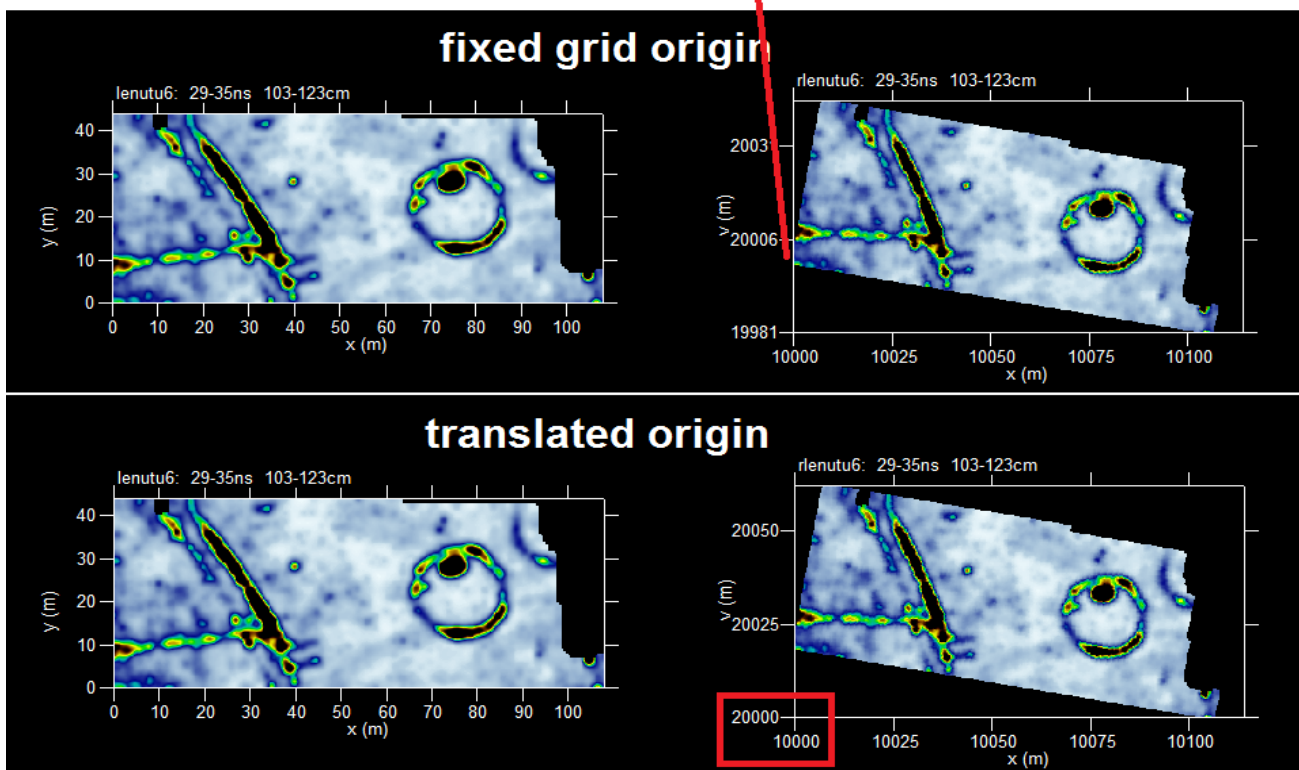 fixed grid origin
lenutu6: 29-35ns 103-123cm
40
30
20
10
0
y (m)
0 10 20 30 40 50 60 70 80 90 100
x (m)
rlenutu6: 29-35ns 103-123cm
2003
20006
19981
y (m)
10000 10025 10050 10075 10100
x (m)
translated origin
lenutu6: 29-35ns 103-123cm
40
30
20
10
0
y (m)
0 10 20 30 40 50 60 70 80 90 100
x (m)
rlenutu6: 29-35ns 103-123cm
20050
20025
20000
y (m)
10000 10025 10050 10075 10100
x (m)